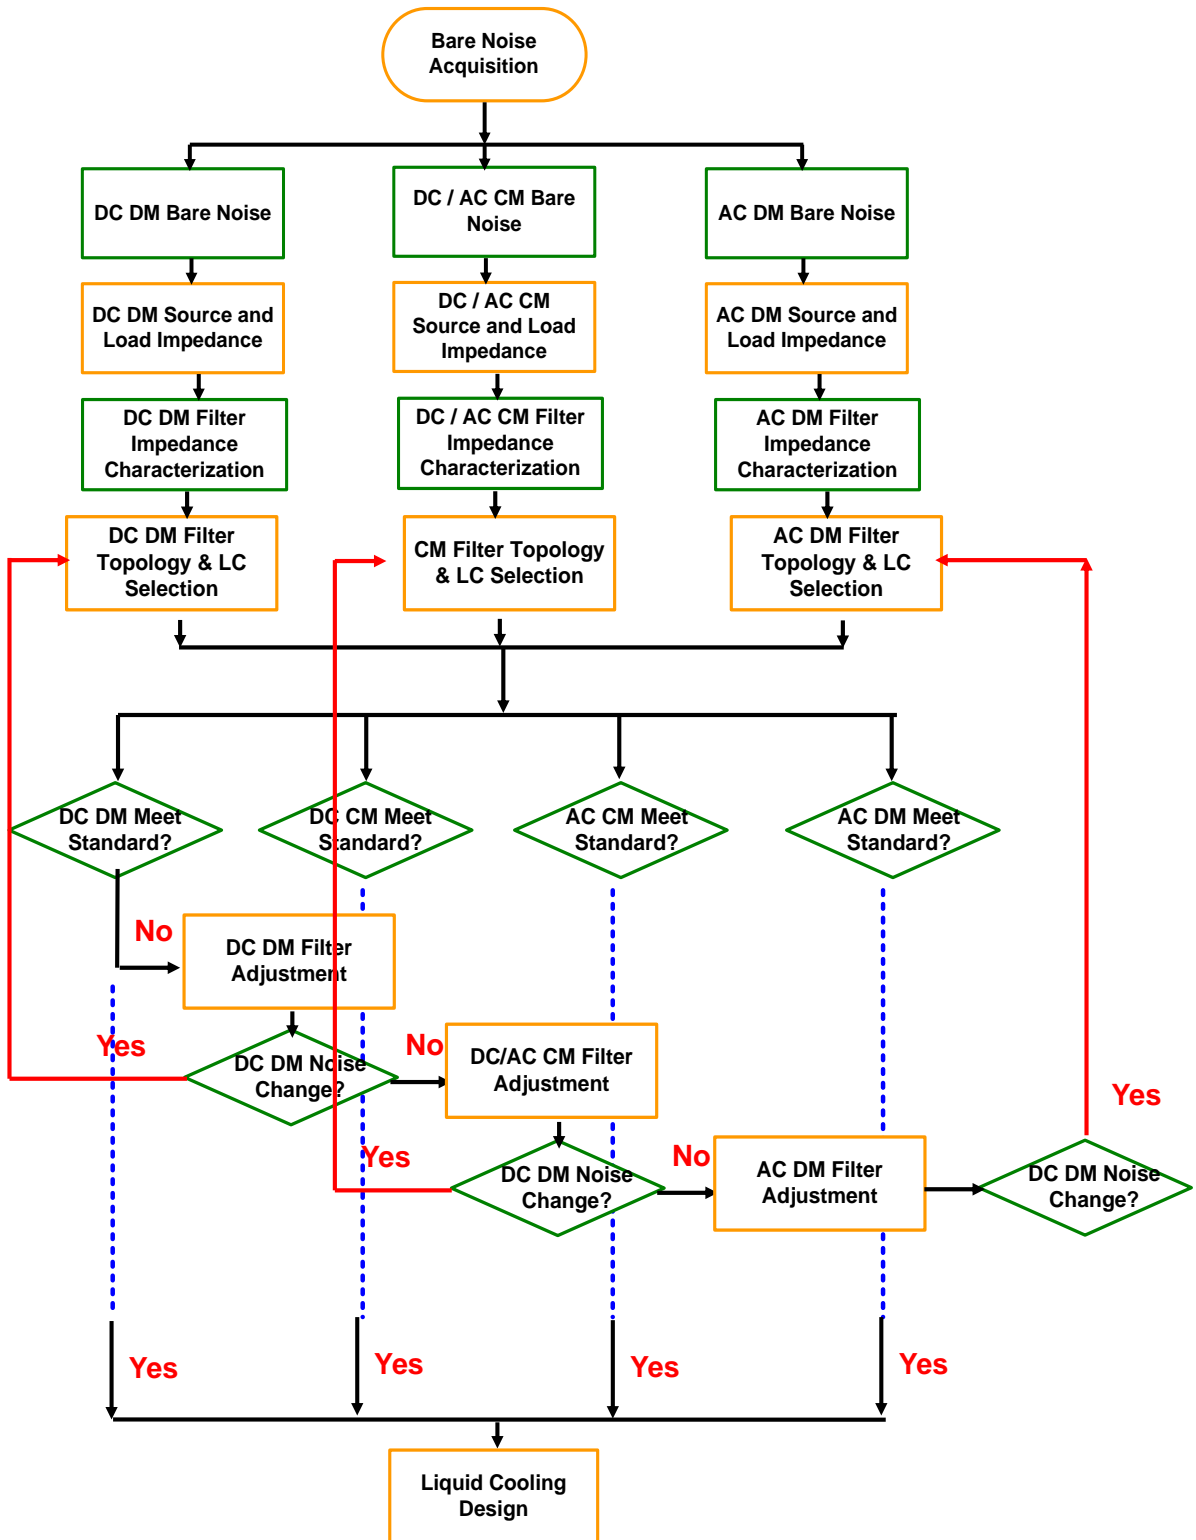 Bare Noise
Acquisition
DC DM Bare Noise
DC / AC CM Bare
Noise
AC DM Bare Noise
DC DM Source and
Load Impedance
DC / AC CM
Source and Load
Impedance
AC DM Source and
Load Impedance
DC DM Filter
Impedance
Characterization
DC / AC CM Filter
Impedance
Characterization
AC DM Filter
Impedance
Characterization
DC DM Filter
Topology & LC
Selection
CM Filter Topology
& LC Selection
AC DM Filter
Topology & LC
Selection
DC DM Meet
Standard?
DC CM Meet
Standard?
AC CM Meet
Standard?
AC DM Meet
Standard?
No
DC DM Filter
Adjustment
Yes
DC DM Noise
Change?
No
DC/AC CM Filter
Adjustment
Yes
DC DM Noise
Change?
No
AC DM Filter
Adjustment
DC DM Noise
Change?
Yes
Yes
Yes
Yes
Yes
Liquid Cooling
Design